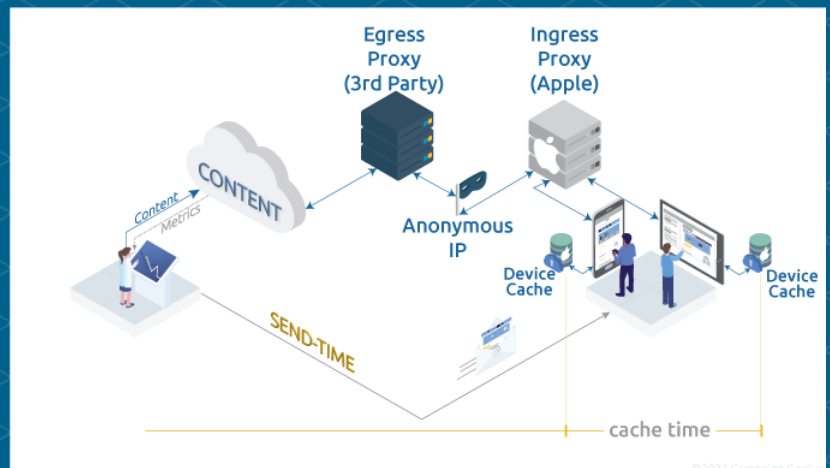 Egress
Proxy
(3rd Party)
Ingress
Proxy
(Apple)
CONTENT
Content
Metrics
Anonymous
IP
Device
Cache
Device
Cache
SEND-TIME
cache time